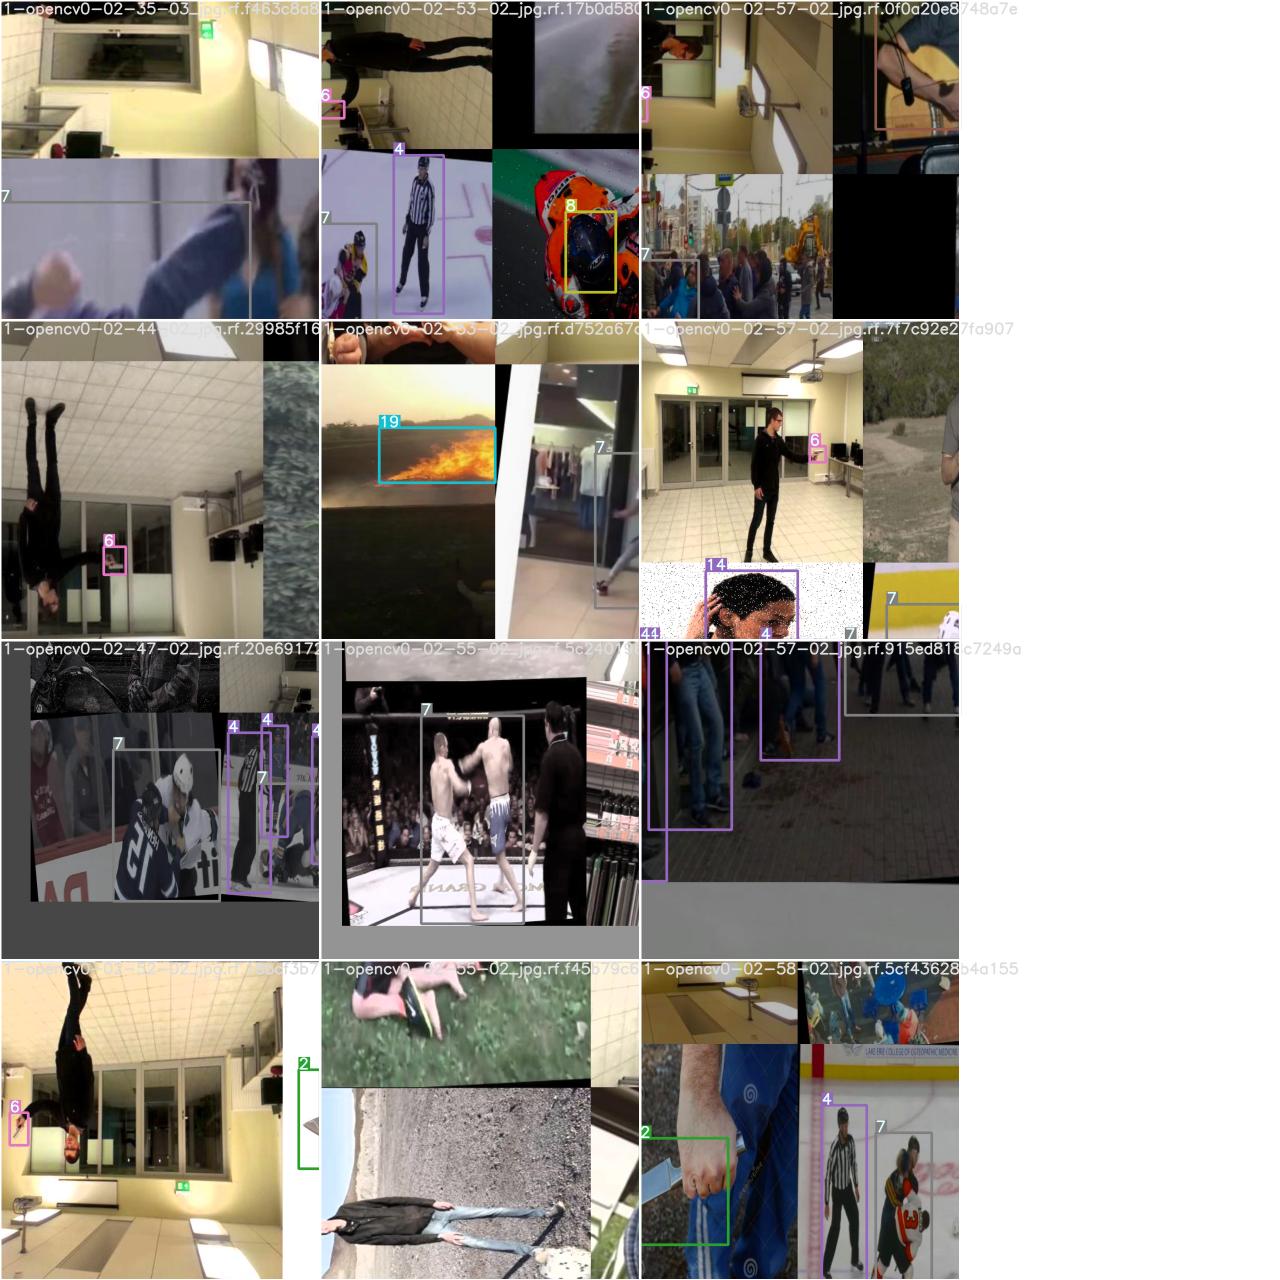 1-opencv0-02-35-03_jpg.rf.f463c8a8
1-opencv0-02-53-02_jpg.rf.17b0d580
1-opencv0-02-57-02_jpg.rf.0f0a20e8748a7e
6
6
4
7
7
8
7
1-opencv0-02-44-02_jpg.rf.29985f16
1-opencv0-02-53-02_jpg.rf.d752a67
1-opencv0-02-57-02_jpg.rf.7f7c92e27fa907
19
7
6
6
14
7
44
4
7
1-opencv0-02-47-02_jpg.rf.20e69172
1-opencv0-02-55-02_jpg.rf.5c24019
1-opencv0-02-57-02_jpg.rf.915ed818c7249a
7
4
4
4
7
7
21
1-opencv0-02-52-02_jpg.rf.
1-opencv0-02-55-02_jpg.rf.f45b79c6
1-opencv0-02-58-02_jpg.rf.5cf43628b4a155
LAKE ERIE COLLEGE OF OSTEOPATHIC MEDICINE
2
6
2
4
7
3